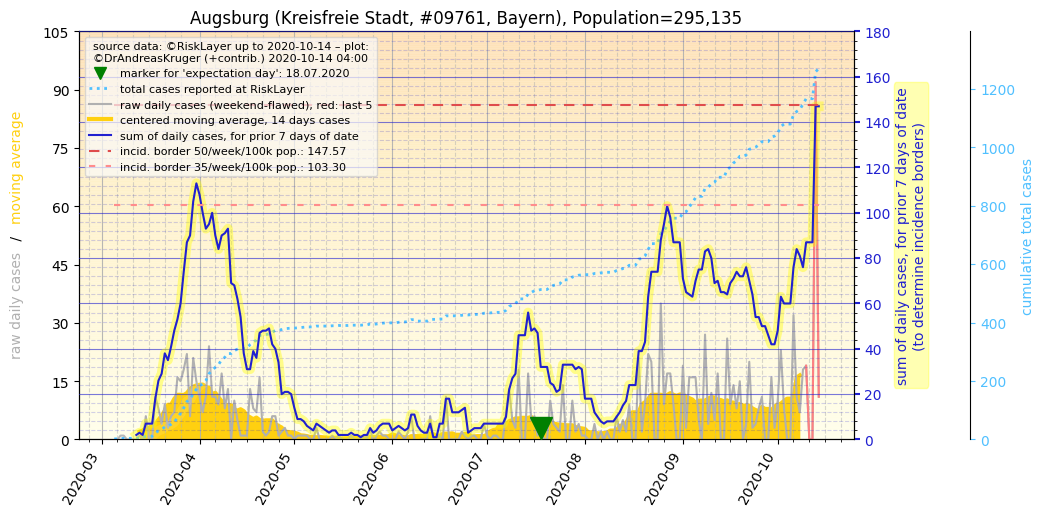 Augsburg (Kreisfreie Stadt, #09761, Bayern), Population=295,135
source data: ©RiskLayer up to 2020-10-14 – plot:
©DrAndreasKruger (+contrib.) 2020-10-14 04:00
marker for 'expectation day': 18.07.2020
total cases reported at RiskLayer
raw daily cases (weekend-flawed), red: last 5
centered moving average, 14 days cases
sum of daily cases, for prior 7 days of date
incid. border 50/week/100k pop.: 147.57
incid. border 35/week/100k pop.: 103.30
raw daily cases / moving average
105
90
75
60
45
30
15
0
2020-03
2020-04
2020-05
2020-06
2020-07
2020-08
2020-09
2020-10
180
160
140
120
100
80
60
40
20
0
sum of daily cases, for prior 7 days of date
(to determine incidence borders)
1200
1000
800
600
400
200
0
cumulative total cases